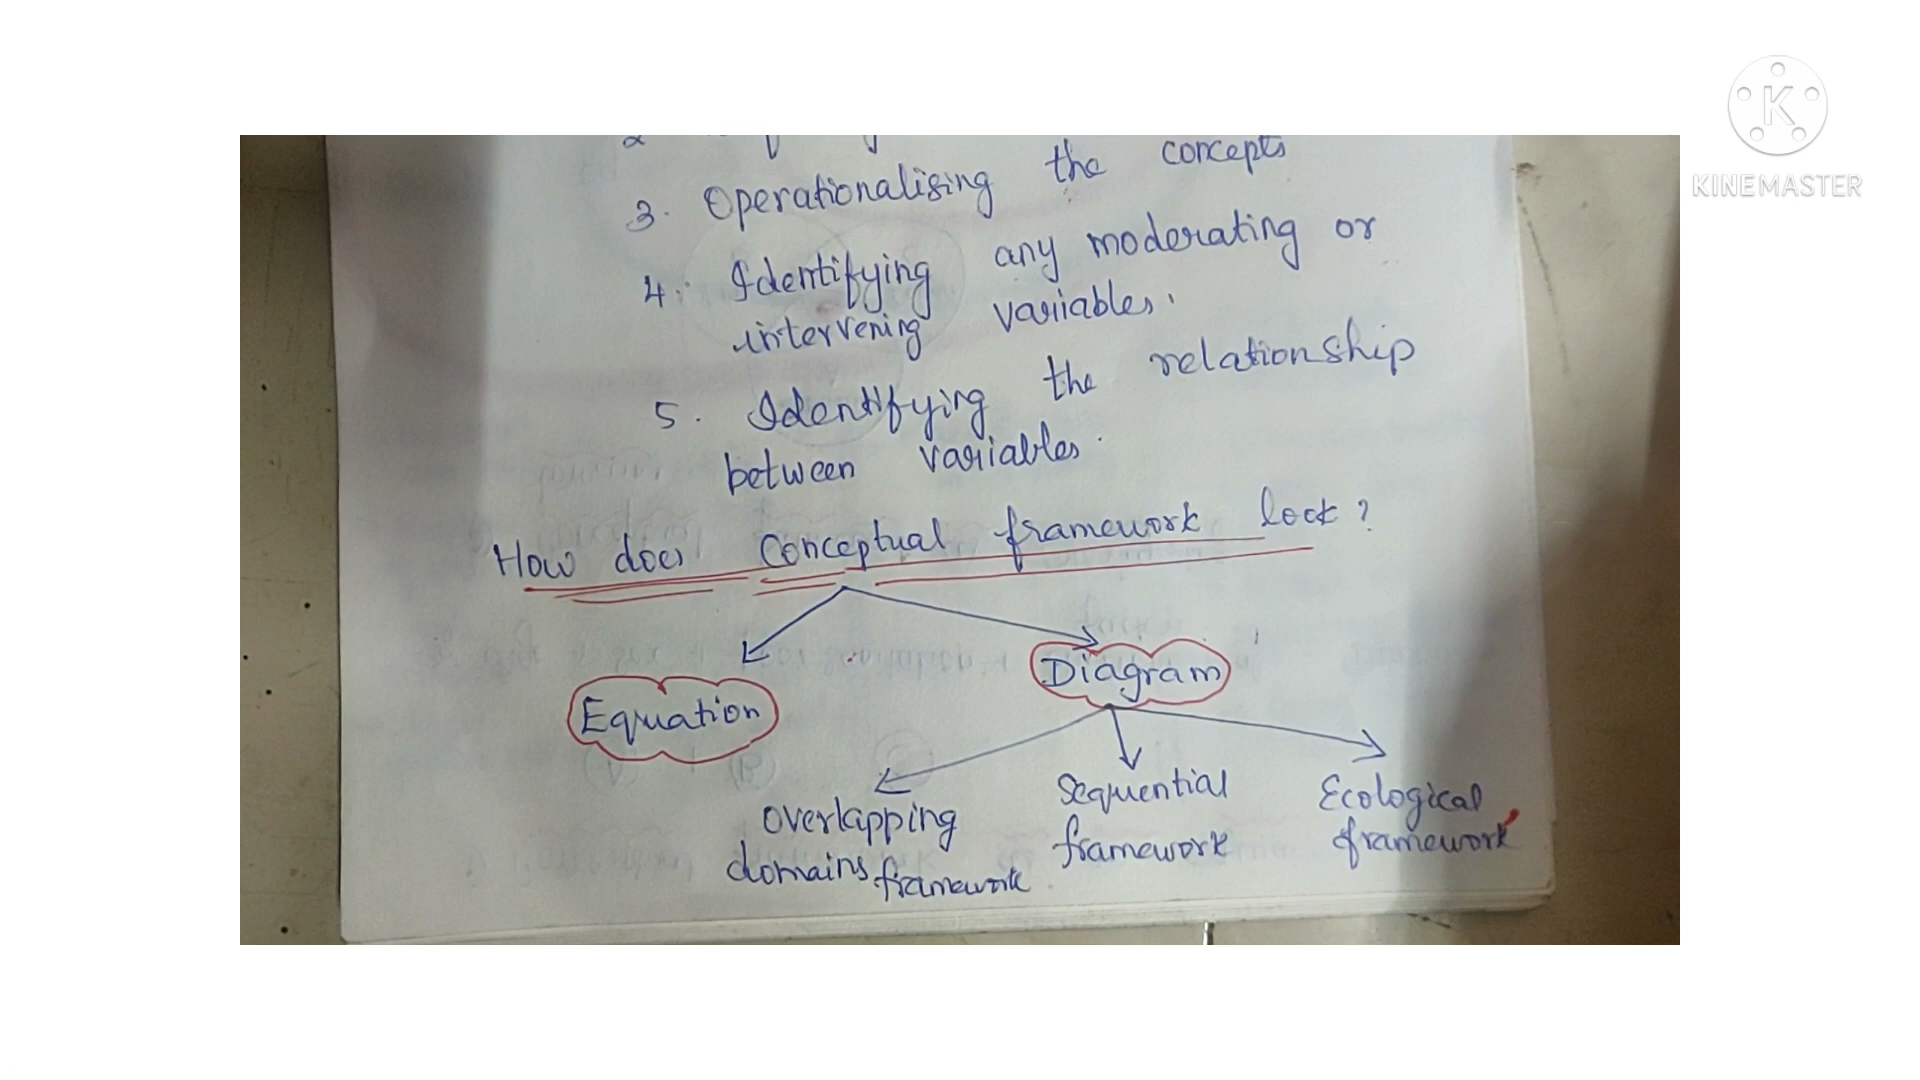 KINEMASTER
3. Operationalising the concepts
4. Identifying any moderating or
intervening variables.
5. Identifying the relationship
between variables.
How does conceptual framework look?
Equation
Diagram
Overlapping
domains framework
Sequential
framework
Ecological
framework